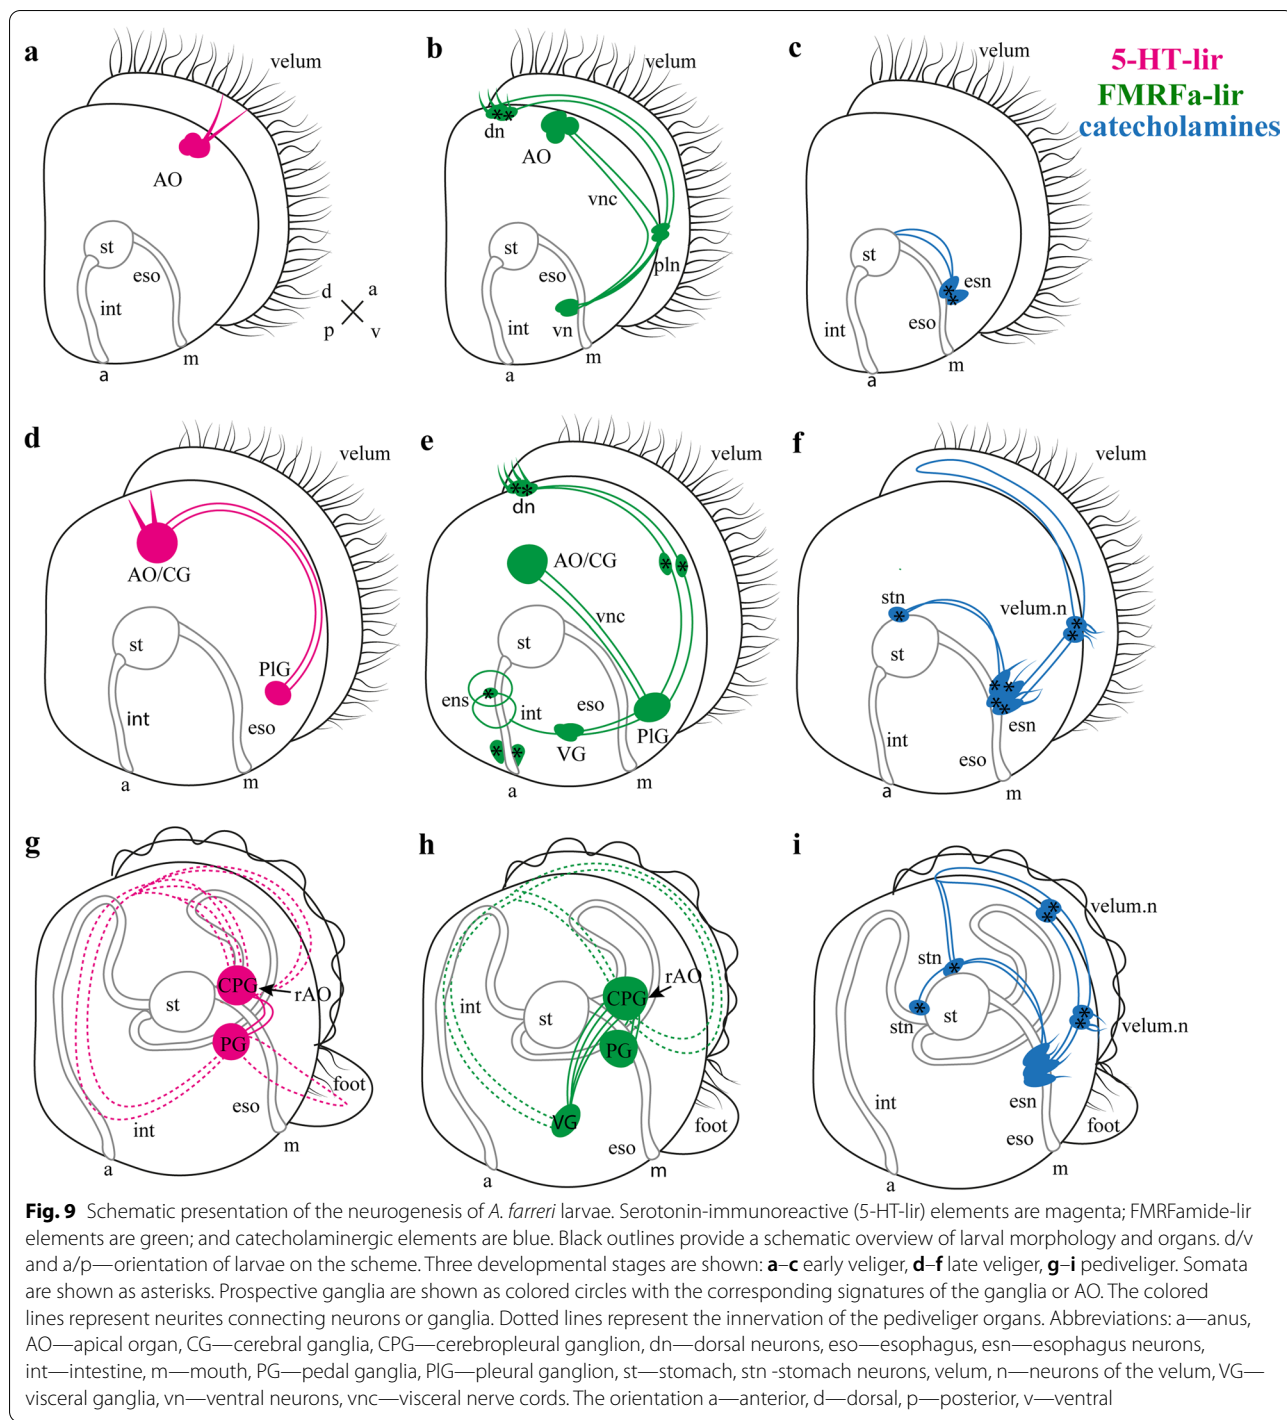 a
velum
AO
st
eso
int
m
a
d
a
p
v
b
velum
dn
AO
vnc
st
eso
pln
int
vn
m
a
c
velum
st
esn
int
eso
m
a
5-HT-lir
FMRFa-lir
catecholamines
d
velum
AO/CG
st
PlG
int
eso
a
m
e
velum
dn
AO/CG
vnc
st
ens
int
eso
VG
PlG
a
m
f
velum
stn
velum.n
st
int
esn
eso
a
m
g
CPG
rAO
st
PG
foot
eso
int
m
a
h
CPG
rAO
int
st
PG
VG
foot
eso
m
a
i
velum.n
stn
stn
st
velum.n
esn
int
foot
eso
m
a
Fig. 9 Schematic presentation of the neurogenesis of A. farreri larvae. Serotonin-immunoreactive (5-HT-lir) elements are magenta; FMRFamide-lir
elements are green; and catecholaminergic elements are blue. Black outlines provide a schematic overview of larval morphology and organs. d/v
and a/p—orientation of larvae on the scheme. Three developmental stages are shown: a–c early veliger, d–f late veliger, g–i pediveliger. Somata
are shown as asterisks. Prospective ganglia are shown as colored circles with the corresponding signatures of the ganglia or AO. The colored
lines represent neurites connecting neurons or ganglia. Dotted lines represent the innervation of the pediveliger organs. Abbreviations: a—anus,
AO—apical organ, CG—cerebral ganglia, CPG—cerebropleural ganglion, dn—dorsal neurons, eso—esophagus, esn—esophagus neurons,
int—intestine, m—mouth, PG—pedal ganglia, PlG—pleural ganglion, st—stomach, stn -stomach neurons, velum, n—neurons of the velum, VG—
visceral ganglia, vn—ventral neurons, vnc—visceral nerve cords. The orientation a—anterior, d—dorsal, p—posterior, v—ventral